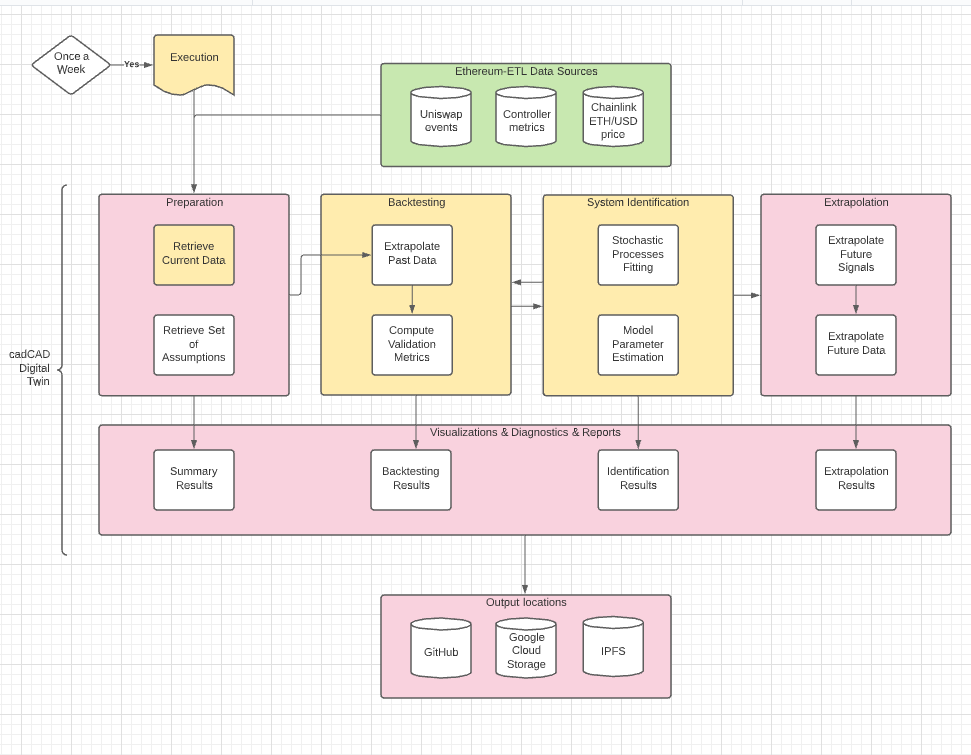 Once a
Week
Yes
Execution
Ethereum-ETL Data Sources
Uniswap
events
Controller
metrics
Chainlink
ETH/USD
price
cadCAD
Digital
Twin
Preparation
Retrieve
Current Data
Retrieve Set
of
Assumptions
Backtesting
Extrapolate
Past Data
Compute
Validation
Metrics
System Identification
Stochastic
Processes
Fitting
Model
Parameter
Estimation
Extrapolation
Extrapolate
Future
Signals
Extrapolate
Future Data
Visualizations & Diagnostics & Reports
Summary
Results
Backtesting
Results
Identification
Results
Extrapolation
Results
Output locations
GitHub
Google
Cloud
Storage
IPFS